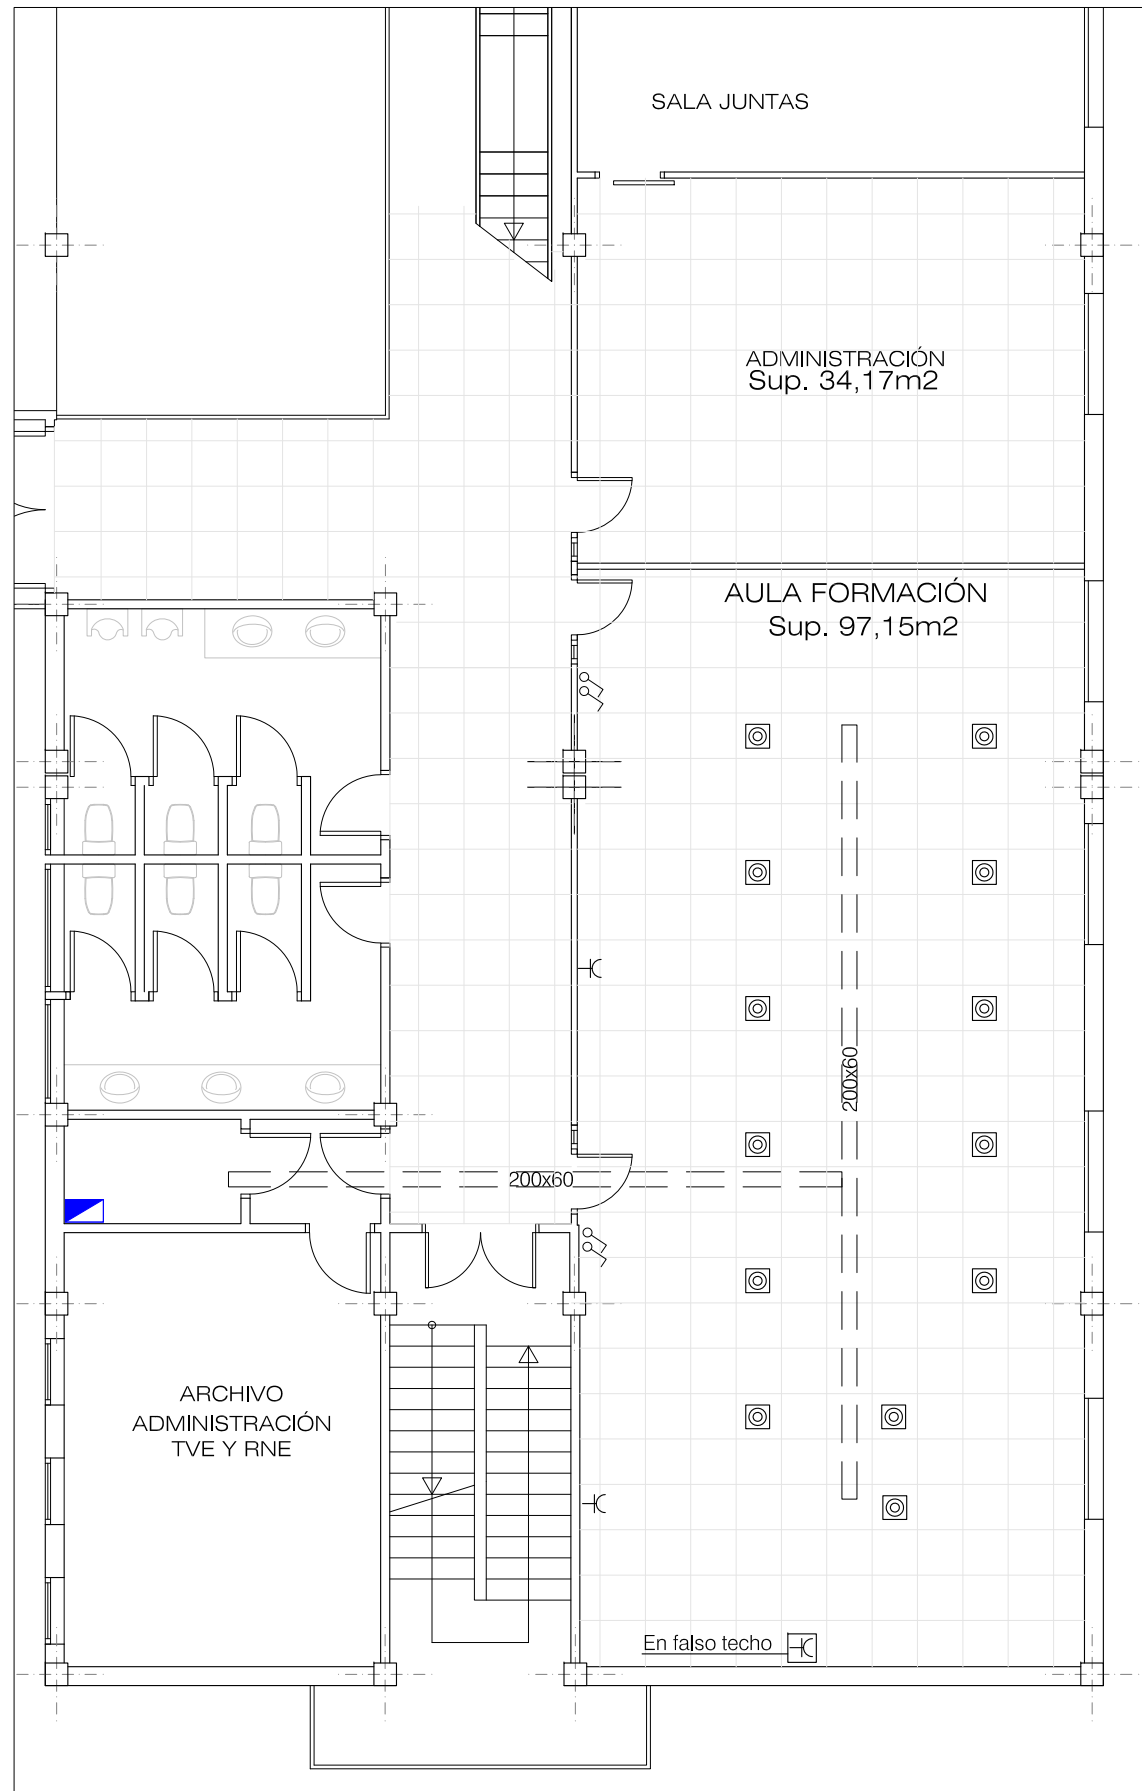 SALA JUNTAS
ADMINISTRACIÓN
Sup. 34,17m2
AULA FORMACIÓN
Sup. 97,15m2
200x60
200x60
ARCHIVO
ADMINISTRACIÓN
TVE Y RNE
En falso techo